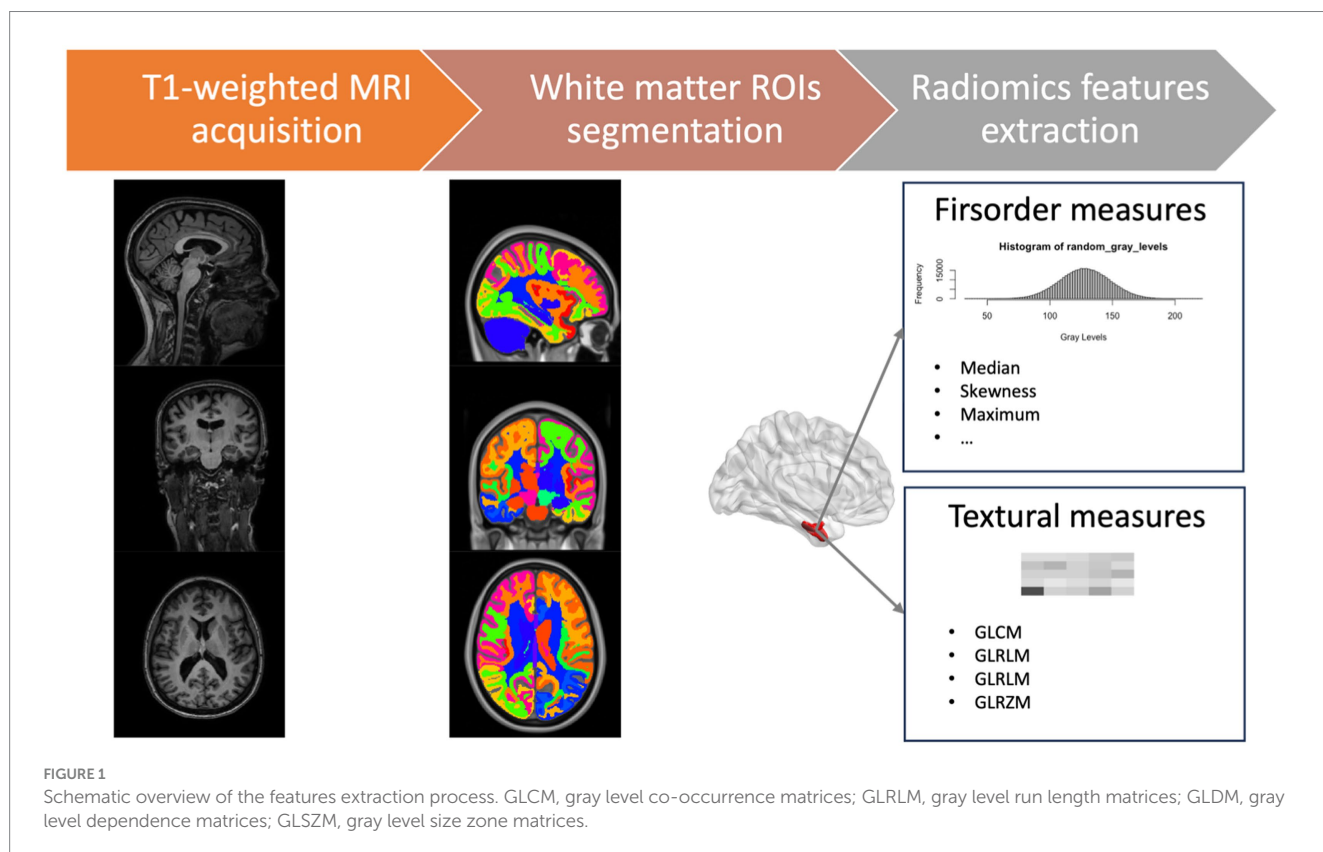 T1-weighted MRI
acquisition
White matter ROIs
segmentation
Radiomics features
extraction
Firsorder measures
Histogram of random_gray_levels
Frequency
15000
0
50
100
150
200
Gray Levels
• Median
• Skewness
• Maximum
• ...
Textural measures
• GLCM
• GLRLM
• GLRLM
• GLRZM
FIGURE 1
Schematic overview of the features extraction process. GLCM, gray level co-occurrence matrices; GLRLM, gray level run length matrices; GLDM, gray
level dependence matrices; GLSZM, gray level size zone matrices.